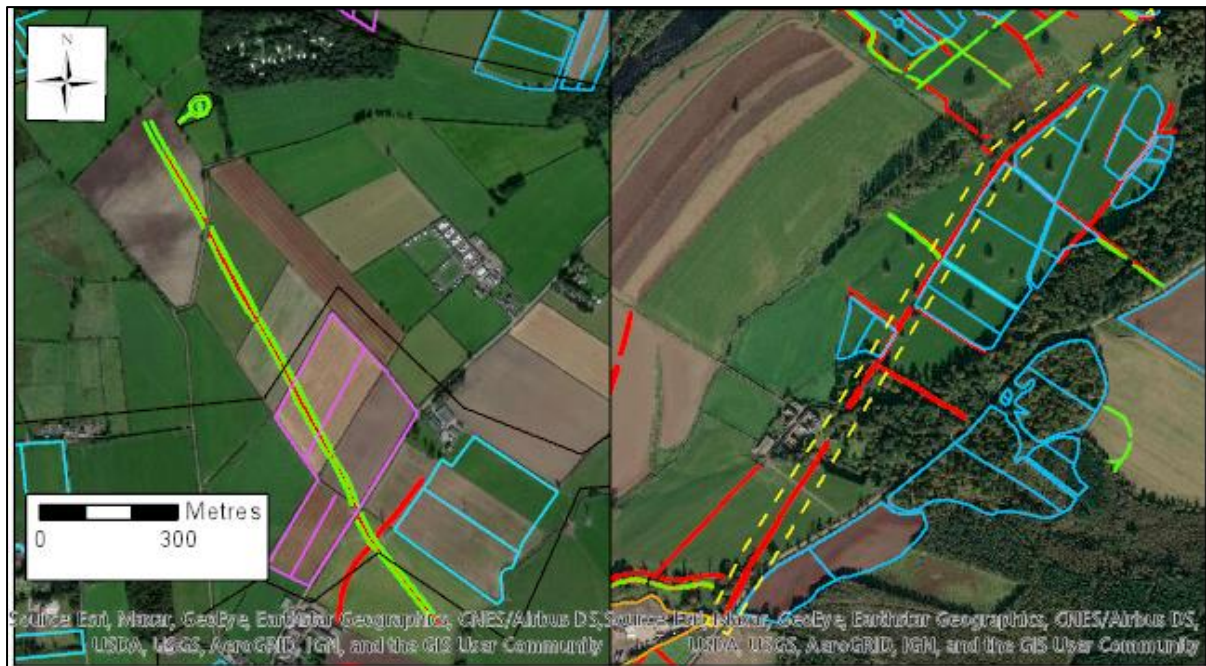 N
Metres
0 300
Source: Esri, Maxar, GeoEye, Earthstar Geographics, CNES/Airbus DS,
USDA, USGS, AeroGRID, IGN, and the GIS User Community
Source: Esri, Maxar, GeoEye, Earthstar Geographics, CNES/Airbus DS,
USDA, USGS, AeroGRID, IGN, and the GIS User Community